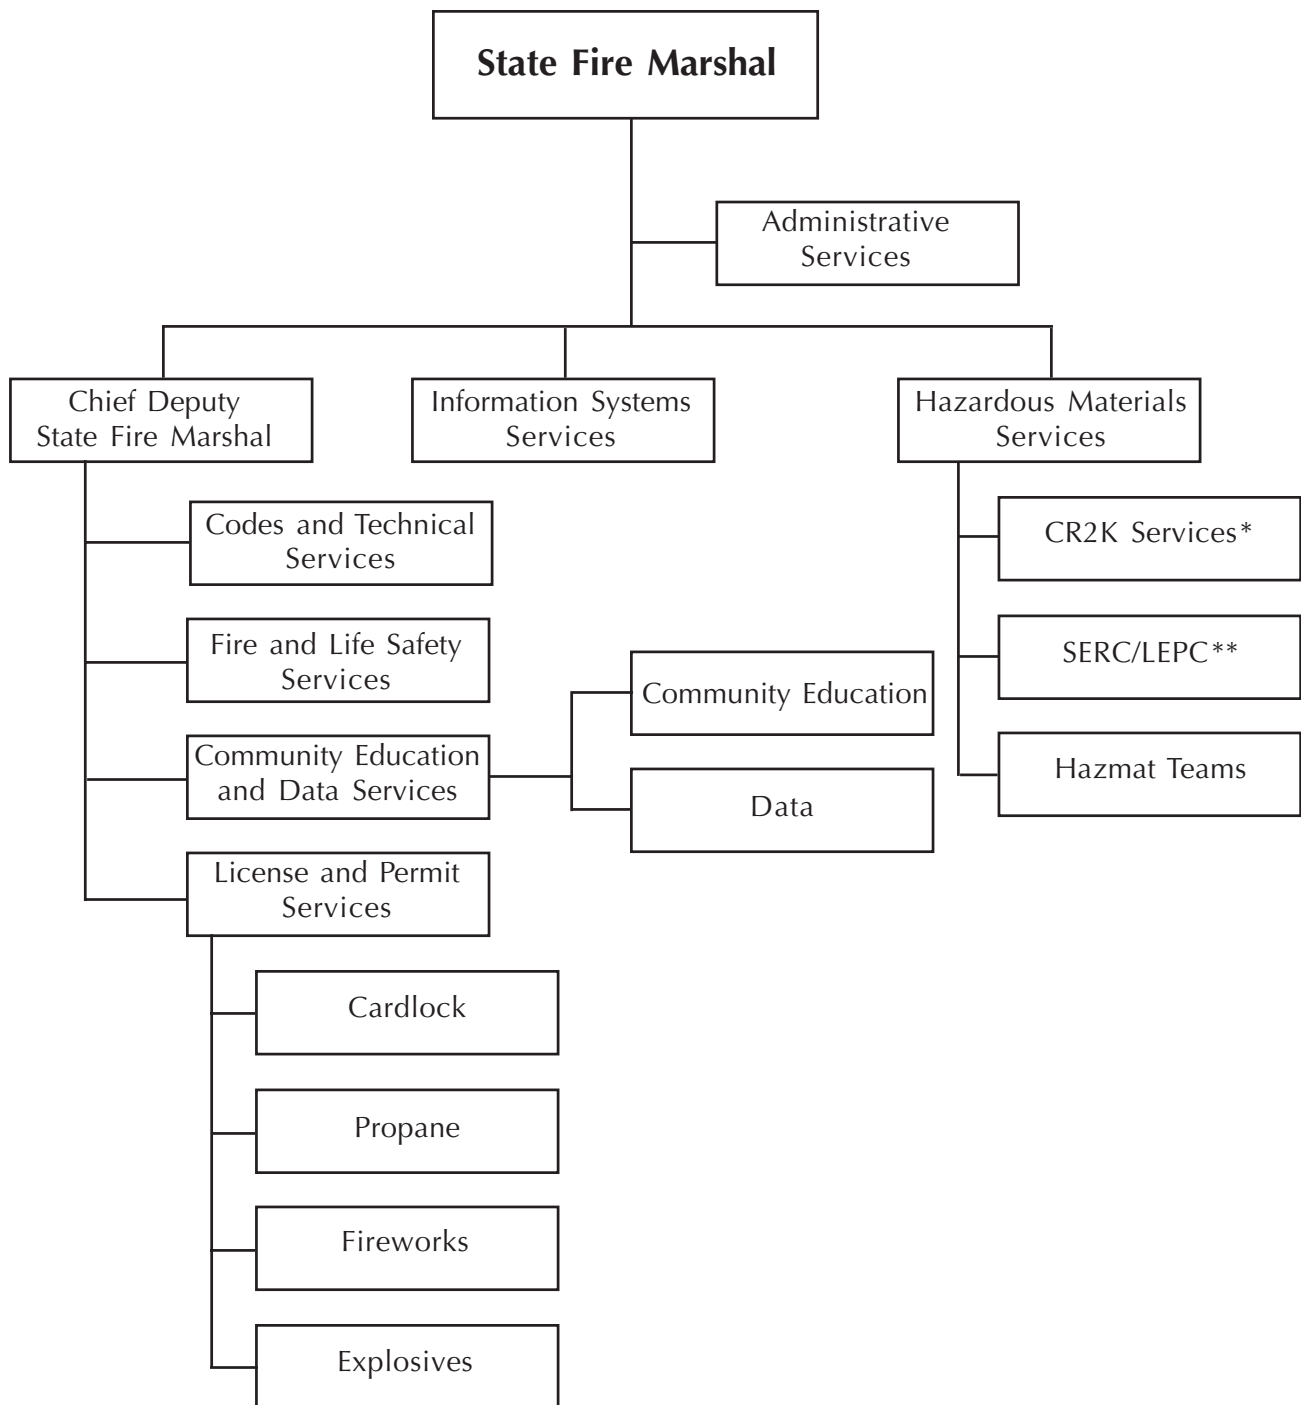 State Fire Marshal
Administrative
Services
Chief Deputy
State Fire Marshal
Information Systems
Services
Hazardous Materials
Services
Codes and Technical
Services
Fire and Life Safety
Services
Community Education
and Data Services
License and Permit
Services
Cardlock
Propane
Fireworks
Explosives
Community Education
Data
CR2K Services*
SERC/LEPC**
Hazmat Teams